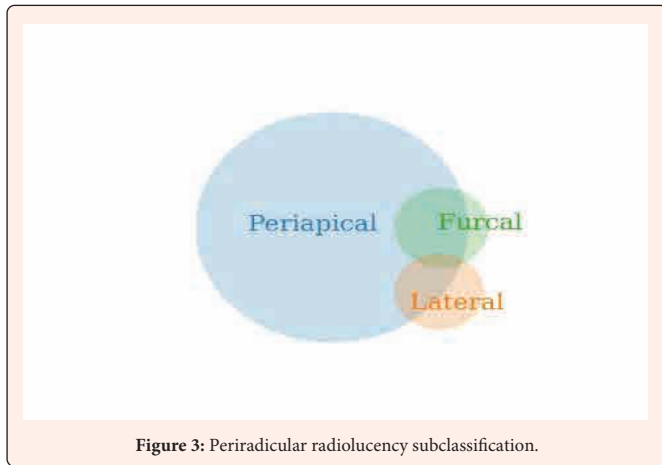 Periapical
Furcal
Lateral
Figure 3: Periradicular radiolucency subclassification.